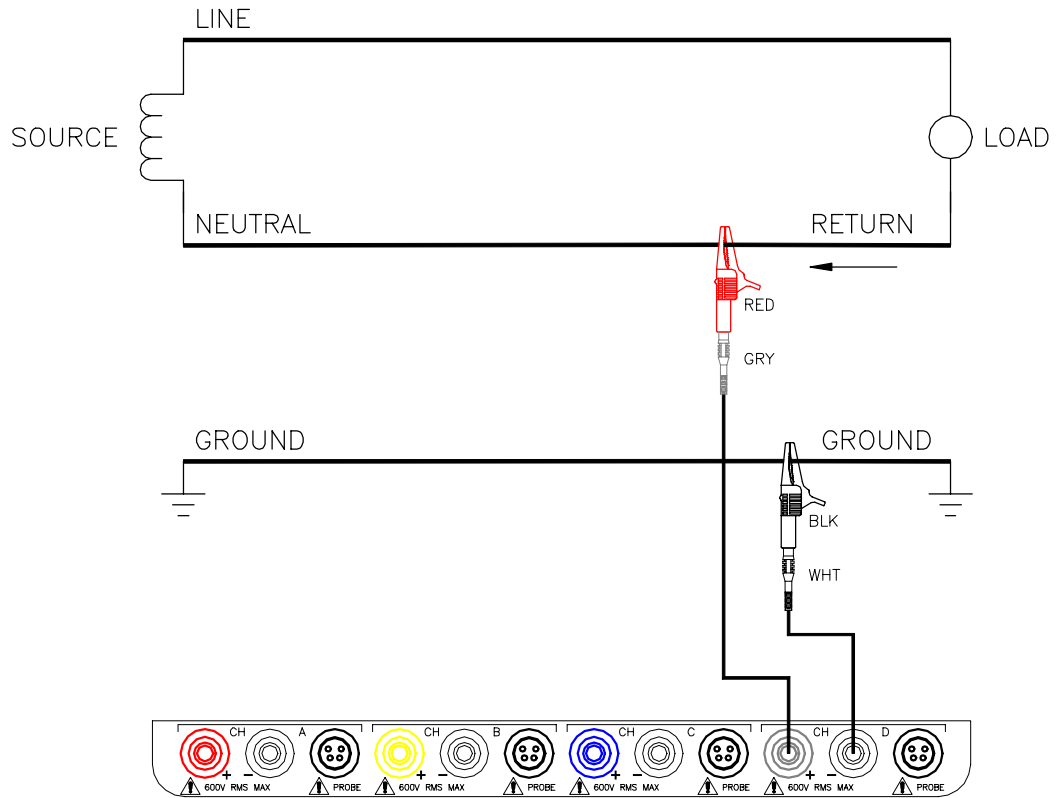 LINE
SOURCE
LOAD
NEUTRAL RETURN
RED
GRY
GROUND GROUND
BLK
WHT
CH A CH B CH C CH D
+ − + − + − + −
! 600V RMS MAX ! PROBE ! 600V RMS MAX ! PROBE ! 600V RMS MAX ! PROBE ! 600V RMS MAX ! PROBE